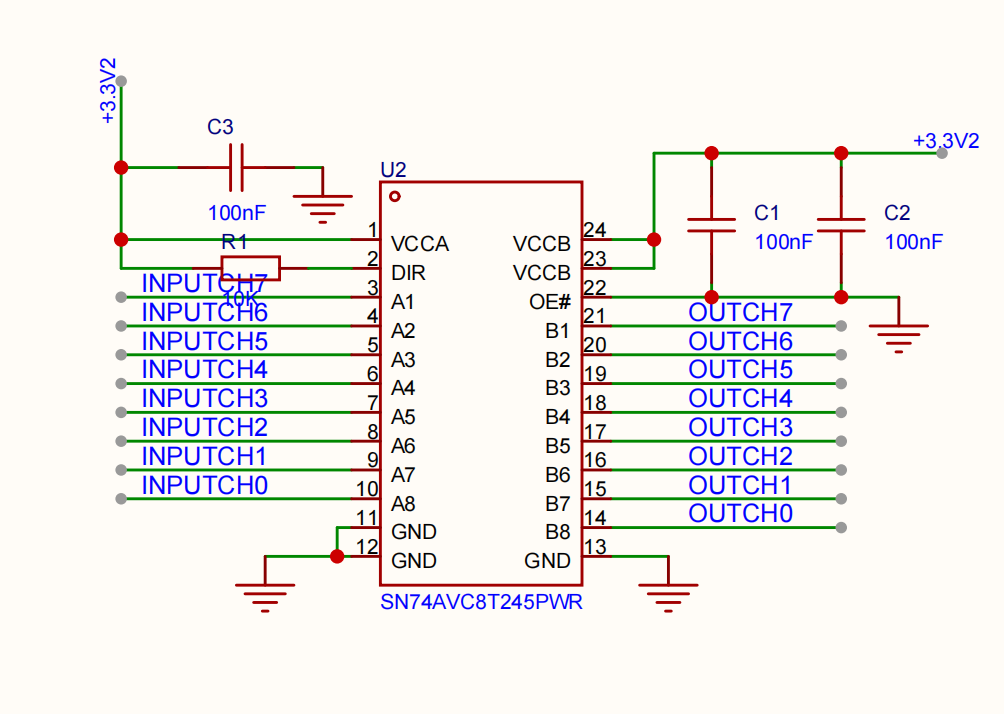 +3.3V2
C3
100nF
R1
10K
INPUTCH7
INPUTCH6
INPUTCH5
INPUTCH4
INPUTCH3
INPUTCH2
INPUTCH1
INPUTCH0
U2
1 VCCA
2 DIR
3 A1
4 A2
5 A3
6 A4
7 A5
8 A6
9 A7
10 A8
11 GND
12 GND
VCCB 24
VCCB 23
OE# 22
B1 21
B2 20
B3 19
B4 18
B5 17
B6 16
B7 15
B8 14
GND 13
SN74AVC8T245PWR
+3.3V2
C1
100nF
C2
100nF
OUTCH7
OUTCH6
OUTCH5
OUTCH4
OUTCH3
OUTCH2
OUTCH1
OUTCH0